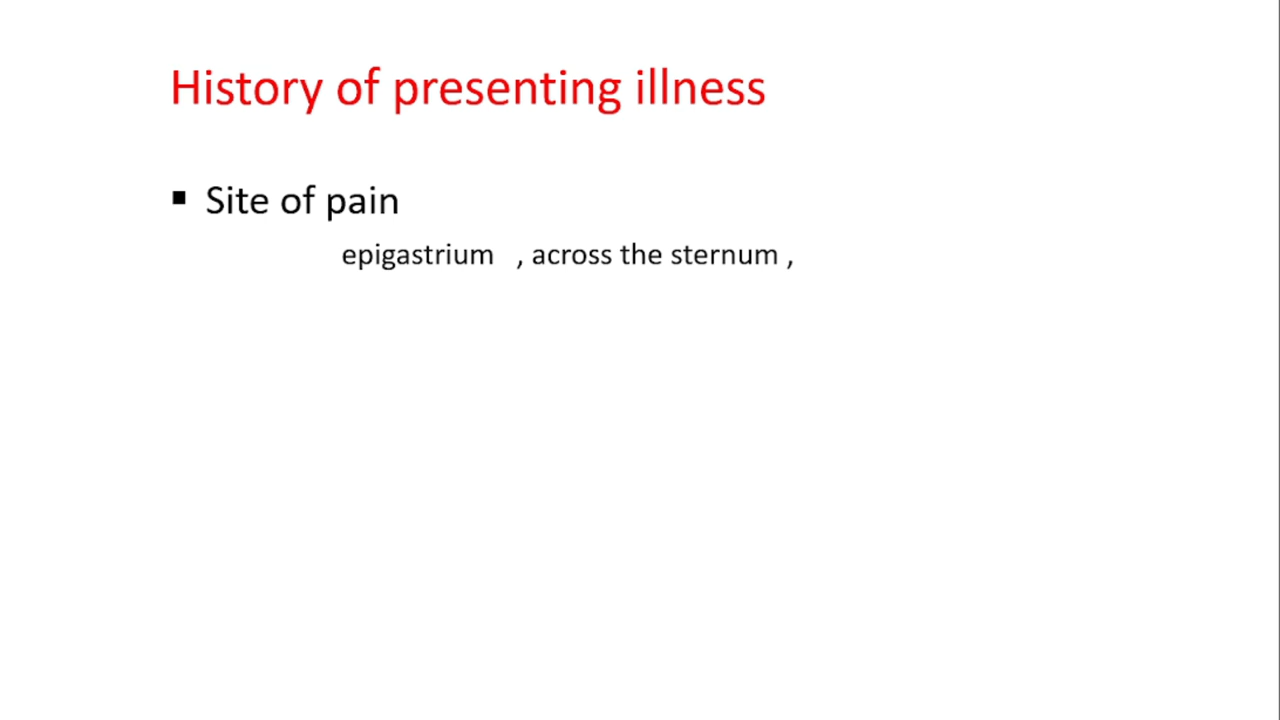 History of presenting illness
▪ Site of pain
epigastrium , across the sternum ,